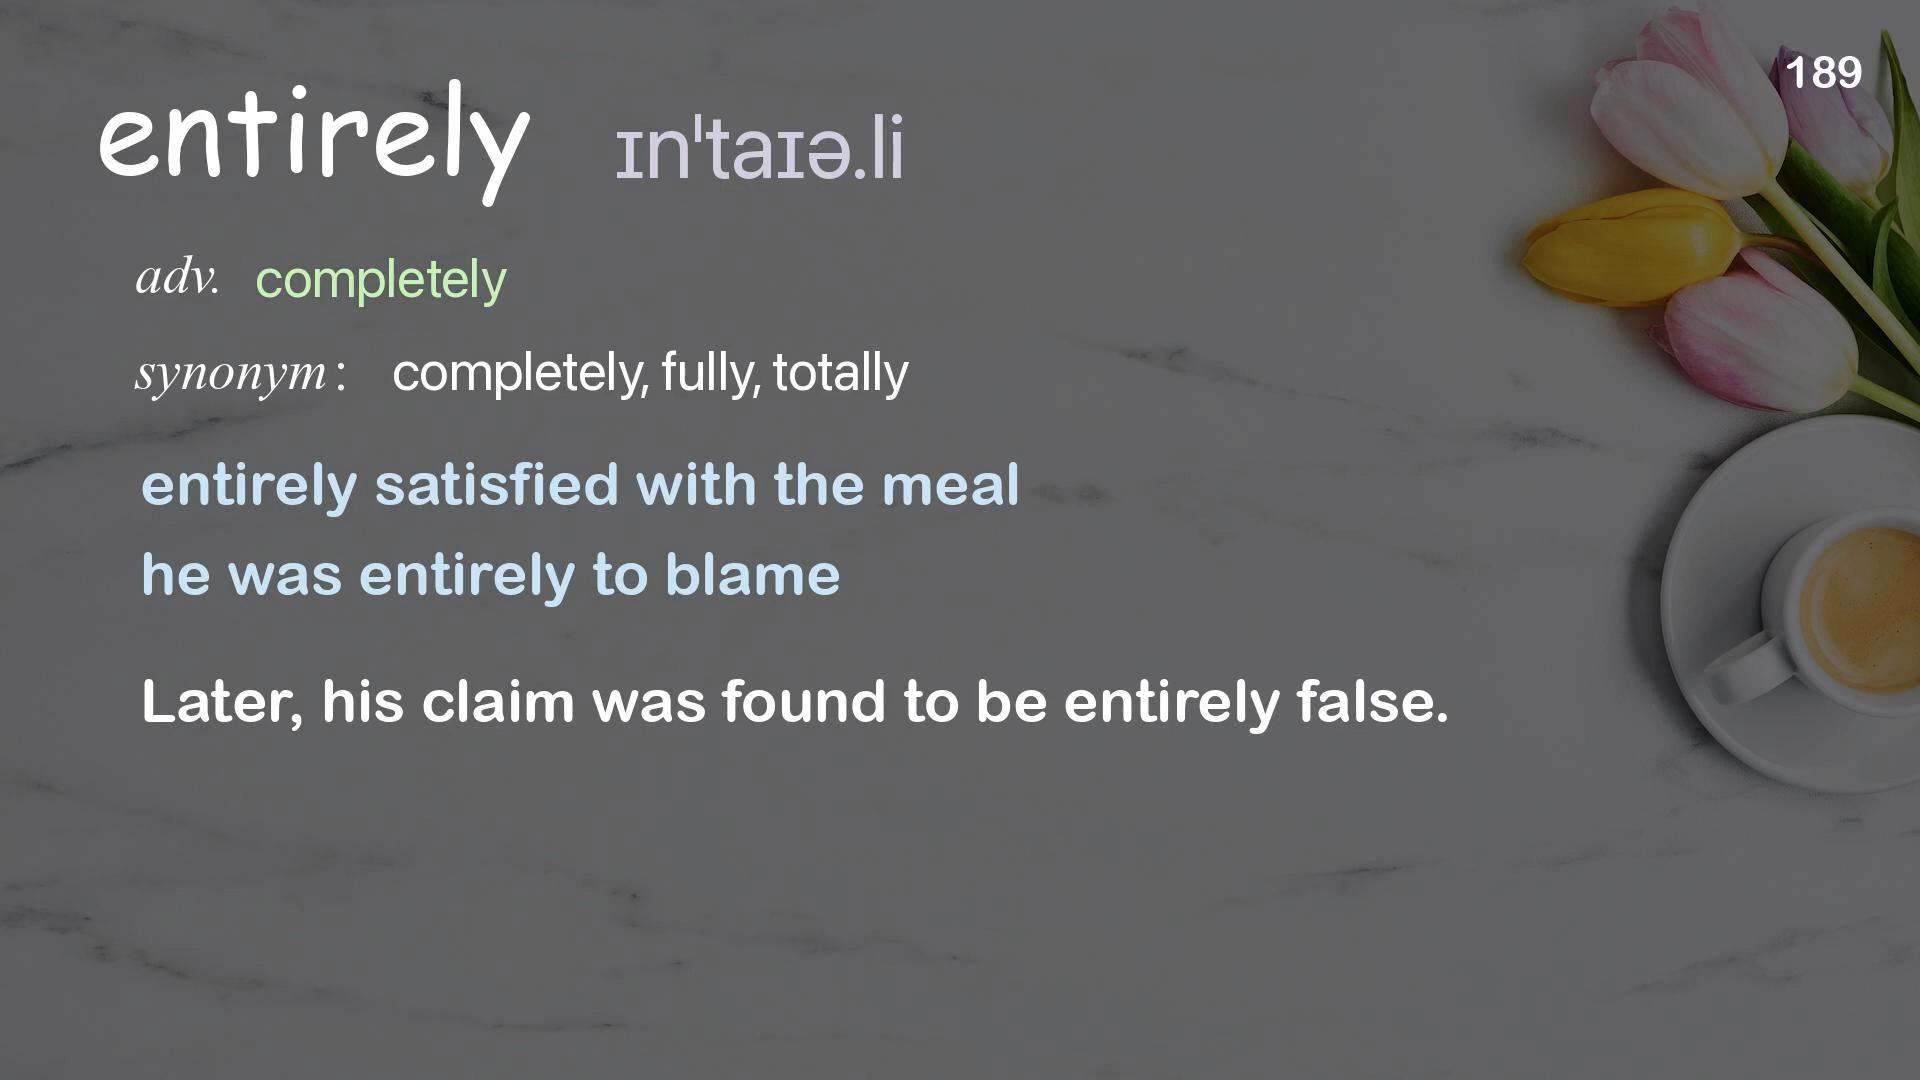 189
entirely ɪnˈtaɪə.li
adv. completely
synonym : completely, fully, totally
entirely satisfied with the meal
he was entirely to blame
Later, his claim was found to be entirely false.